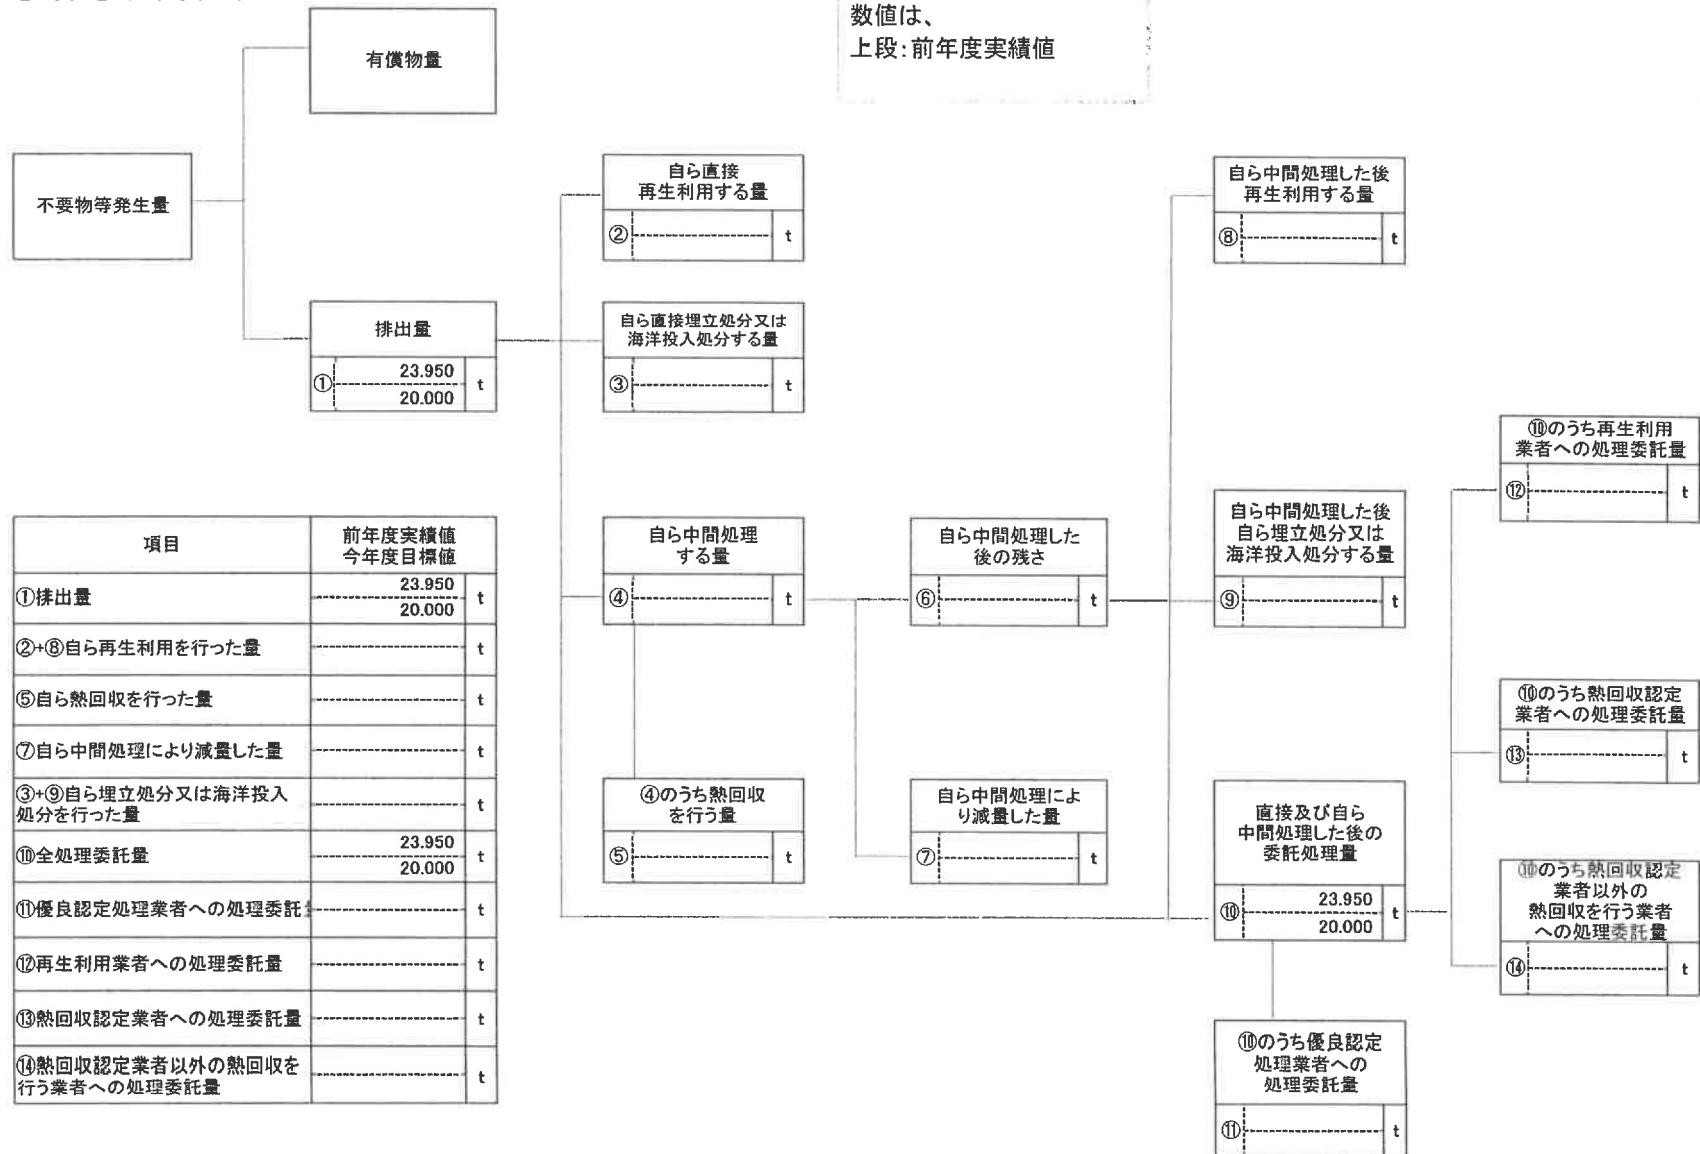 数値は、
上段:前年度実績値
有償物量
不要物等発生量
排出量
① 23.950 t
20.000
自ら直接
再生利用する量
② t
自ら直接埋立処分又は
海洋投入処分する量
③ t
自ら中間処理
する量
④ t
④のうち熱回収
を行う量
⑤ t
自ら中間処理した
後の残さ
⑥ t
自ら中間処理によ
り減量した量
⑦ t
自ら中間処理した後
再生利用する量
⑧ t
自ら中間処理した後
自ら埋立処分又は
海洋投入処分する量
⑨ t
直接及び自ら
中間処理した後の
委託処理量
⑩ 23.950 t
20.000
⑩のうち優良認定
処理業者への
処理委託量
⑪ t
⑩のうち再生利用
業者への処理委託量
⑫ t
⑩のうち熱回収認定
業者への処理委託量
⑬ t
⑩のうち熱回収認定
業者以外の
熱回収を行う業者
への処理委託量
⑭ t
項目 前年度実績値
今年度目標値
①排出量 23.950 t
20.000
②+⑧自ら再生利用を行った量 t
⑤自ら熱回収を行った量 t
⑦自ら中間処理により減量した量 t
③+⑨自ら埋立処分又は海洋投入
処分を行った量 t
⑩全処理委託量 23.950 t
20.000
⑪優良認定処理業者への処理委託 t
⑫再生利用業者への処理委託量 t
⑬熱回収認定業者への処理委託量 t
⑭熱回収認定業者以外の熱回収を
行う業者への処理委託量 t